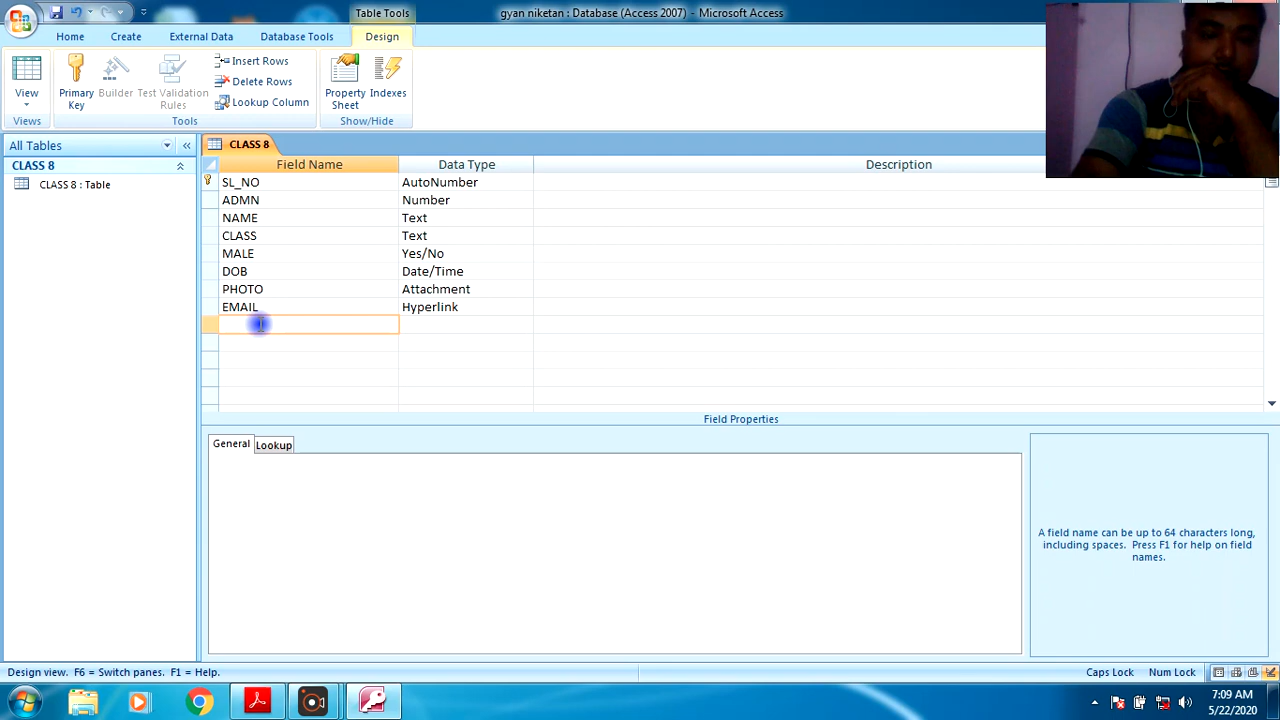 Table Tools
gyan niketan : Database (Access 2007) - Microsoft Access
Home
Create
External Data
Database Tools
Design
View
Primary Key
Builder
Test Validation Rules
Insert Rows
Delete Rows
Lookup Column
Property Sheet
Indexes
Views
Tools
Show/Hide
All Tables
«
CLASS 8
CLASS 8 : Table
CLASS 8
Field Name
Data Type
Description
SL_NO
AutoNumber
ADMN
Number
NAME
Text
CLASS
Text
MALE
Yes/No
DOB
Date/Time
PHOTO
Attachment
EMAIL
Hyperlink
Field Properties
General
Lookup
A field name can be up to 64 characters long,
including spaces. Press F1 for help on field
names.
Design view. F6 = Switch panes. F1 = Help.
Caps Lock
Num Lock
7:09 AM
5/22/2020